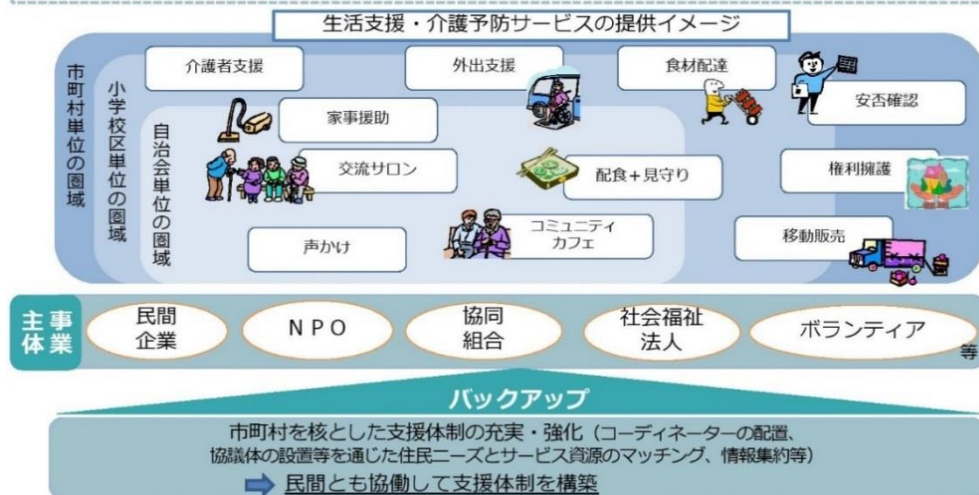 生活支援・介護予防サービスの提供イメージ
市町村単位の圏域
小学校区単位の圏域
自治会単位の圏域
介護者支援
外出支援
食材配達
安否確認
家事援助
交流サロン
配食+見守り
権利擁護
声かけ
コミュニティ
カフェ
移動販売
事業
主体
民間
企業
NPO
協同
組合
社会福祉
法人
ボランティア
等
バックアップ
市町村を核とした支援体制の充実・強化(コーディネーターの配置、
協議体の設置等を通じた住民ニーズとサービス資源のマッチング、情報集約等)
民間とも協働して支援体制を構築